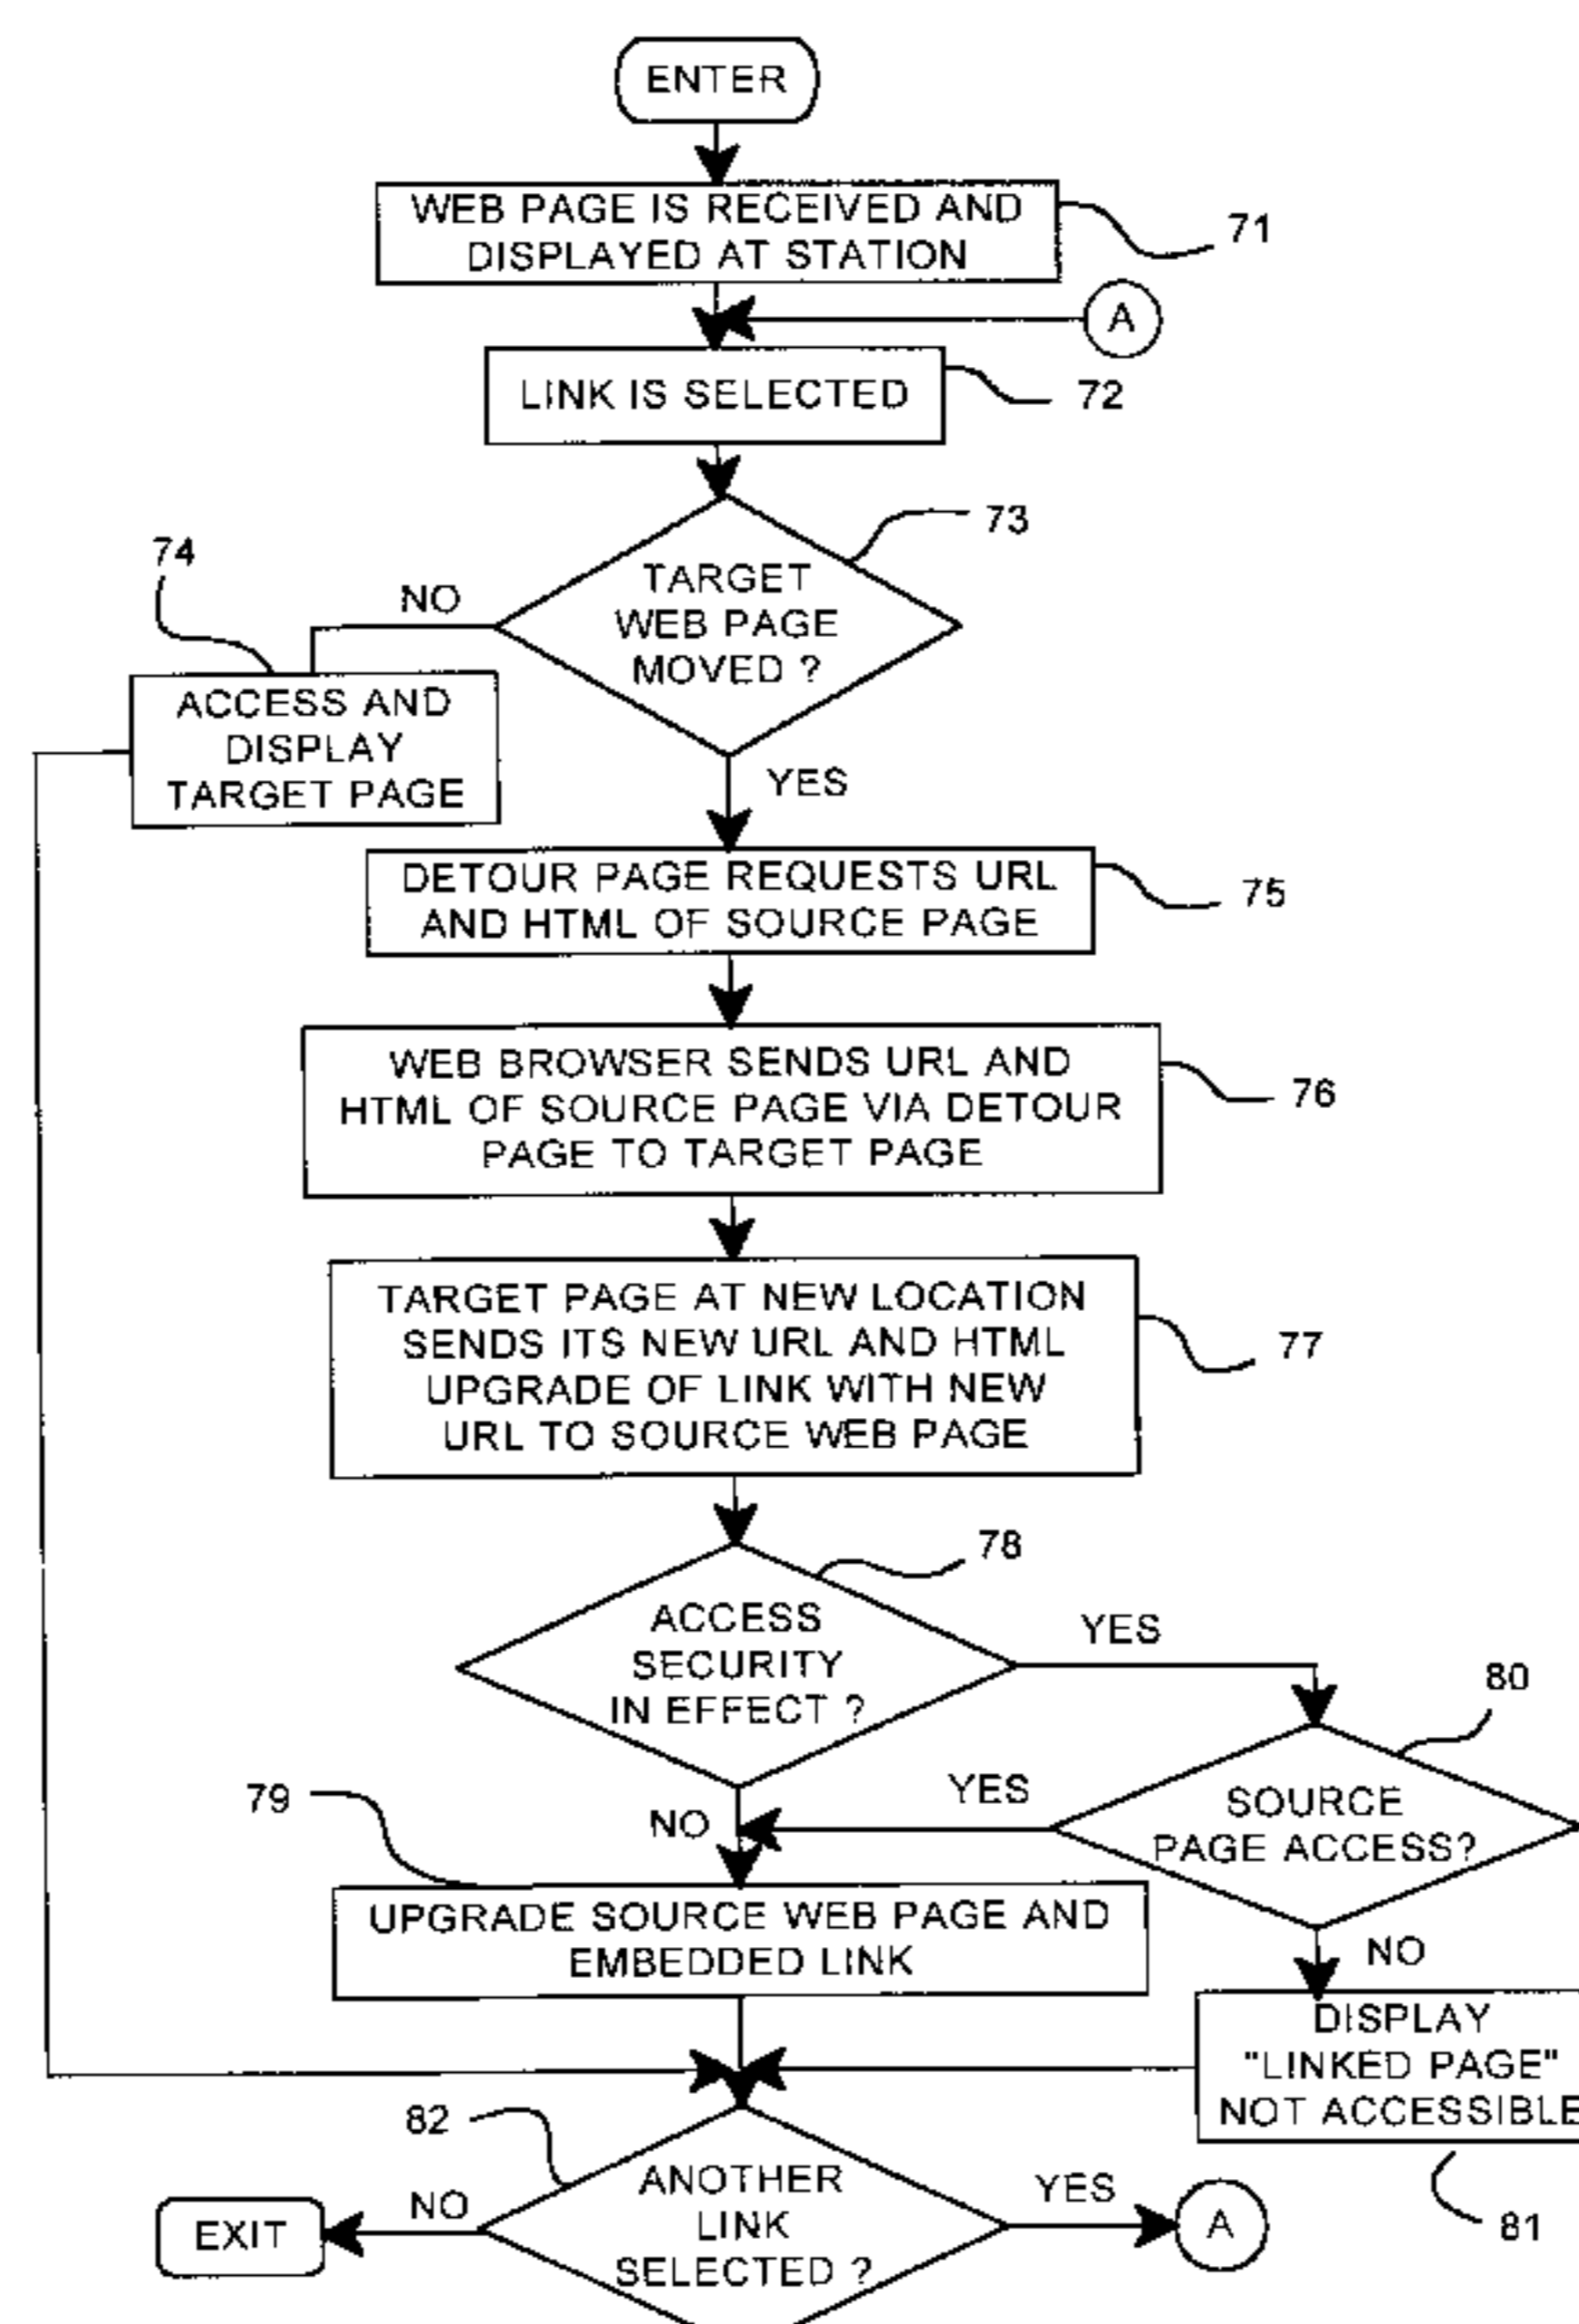 ENTER
WEB PAGE IS RECEIVED AND
DISPLAYED AT STATION
71
A
LINK IS SELECTED
72
73
TARGET
WEB PAGE
MOVED ?
NO
74
ACCESS AND
DISPLAY
TARGET PAGE
YES
DETOUR PAGE REQUESTS URL
AND HTML OF SOURCE PAGE
75
WEB BROWSER SENDS URL AND
HTML OF SOURCE PAGE VIA DETOUR
PAGE TO TARGET PAGE
76
TARGET PAGE AT NEW LOCATION
SENDS ITS NEW URL AND HTML
UPGRADE OF LINK WITH NEW
URL TO SOURCE WEB PAGE
77
78
ACCESS
SECURITY
IN EFFECT ?
YES
80
SOURCE
PAGE ACCESS?
YES
NO
79
UPGRADE SOURCE WEB PAGE AND
EMBEDDED LINK
NO
DISPLAY
"LINKED PAGE"
NOT ACCESSIBLE
81
82
ANOTHER
LINK
SELECTED ?
NO
EXIT
YES
A